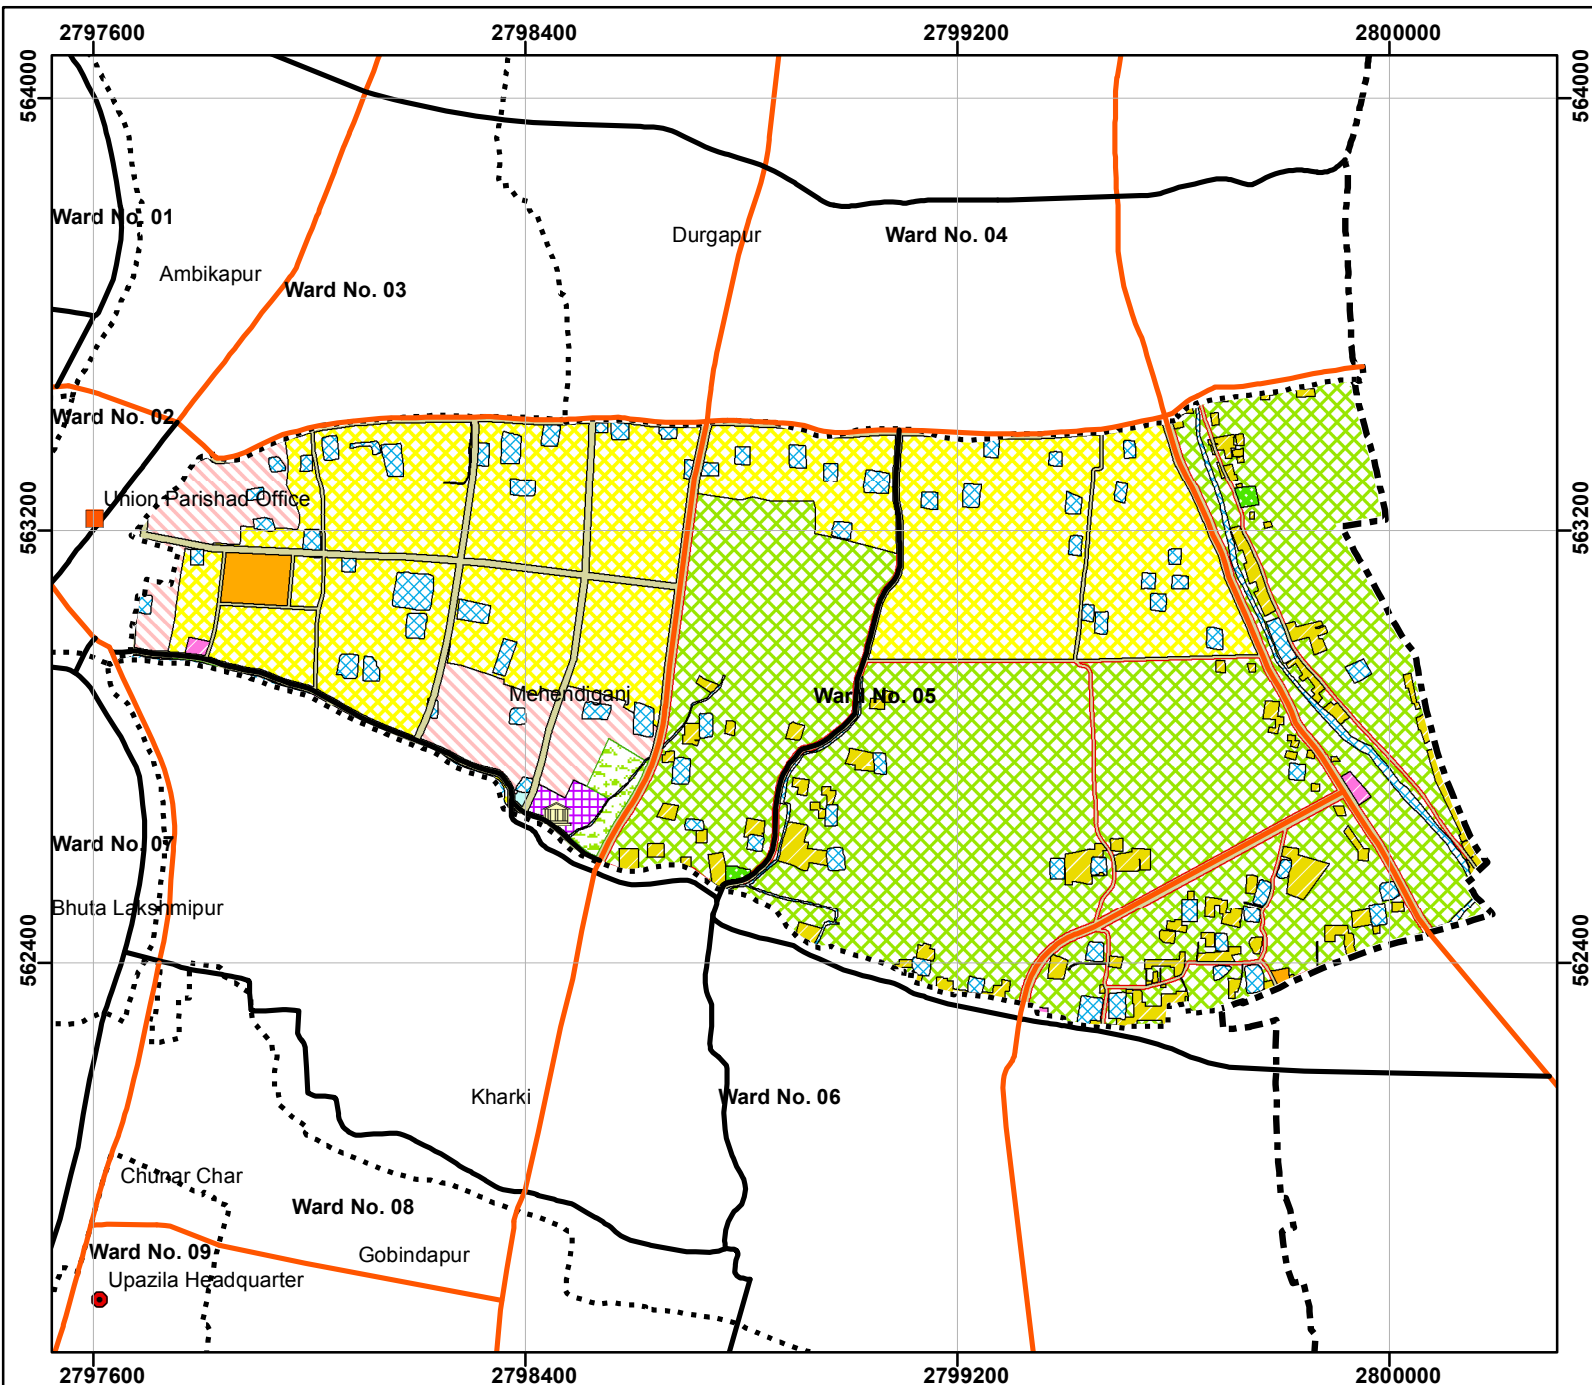 2797600
2798400
2799200
2800000
564000
564000
Ward No. 01
Durgapur
Ward No. 04
Ambikapur
Ward No. 03
Ward No. 02
Union Parishad Office
563200
563200
Mehendiganj
Ward No. 05
Ward No. 07
Bhuta Lakshmipur
562400
562400
Kharki
Ward No. 06
Chunar Char
Ward No. 08
Ward No. 09
Gobindapur
Upazila Headquarter
2797600
2798400
2799200
2800000